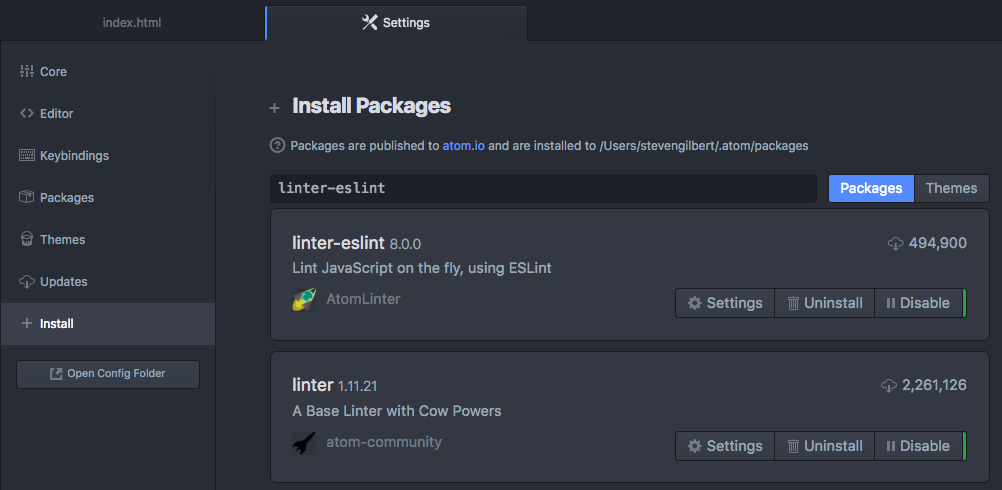 index.html
Settings
Core
Editor
Keybindings
Packages
Themes
Updates
Install
Open Config Folder
Install Packages
Packages are published to atom.io and are installed to /Users/stevengilbert/.atom/packages
linter-eslint
Packages Themes
linter-eslint 8.0.0 494,900
Lint JavaScript on the fly, using ESLint
AtomLinter
Settings Uninstall Disable
linter 1.11.21 2,261,126
A Base Linter with Cow Powers
atom-community
Settings Uninstall Disable